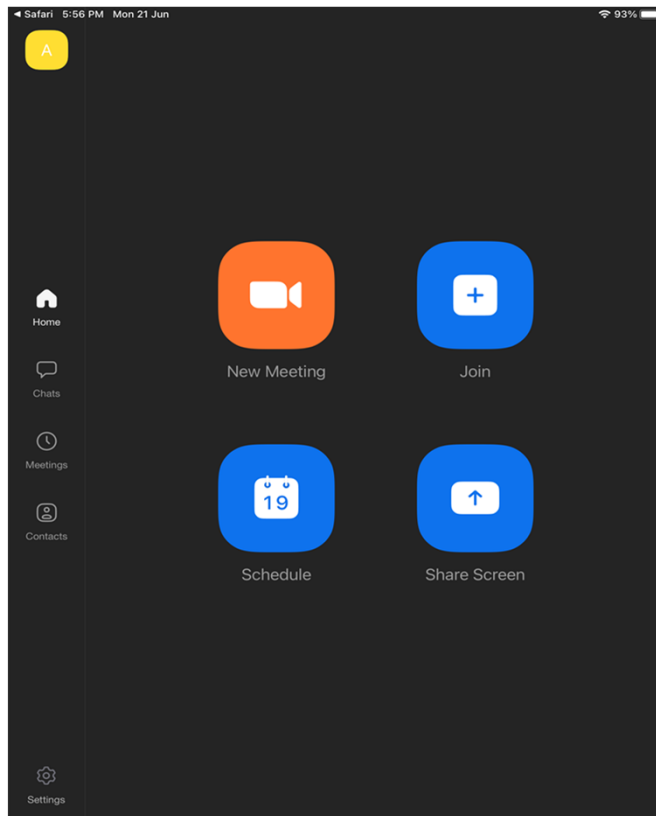 Safari 5:56 PM Mon 21 Jun 93%
A
Home
Chats
Meetings
Contacts
Settings
New Meeting
Join
19
Schedule
Share Screen